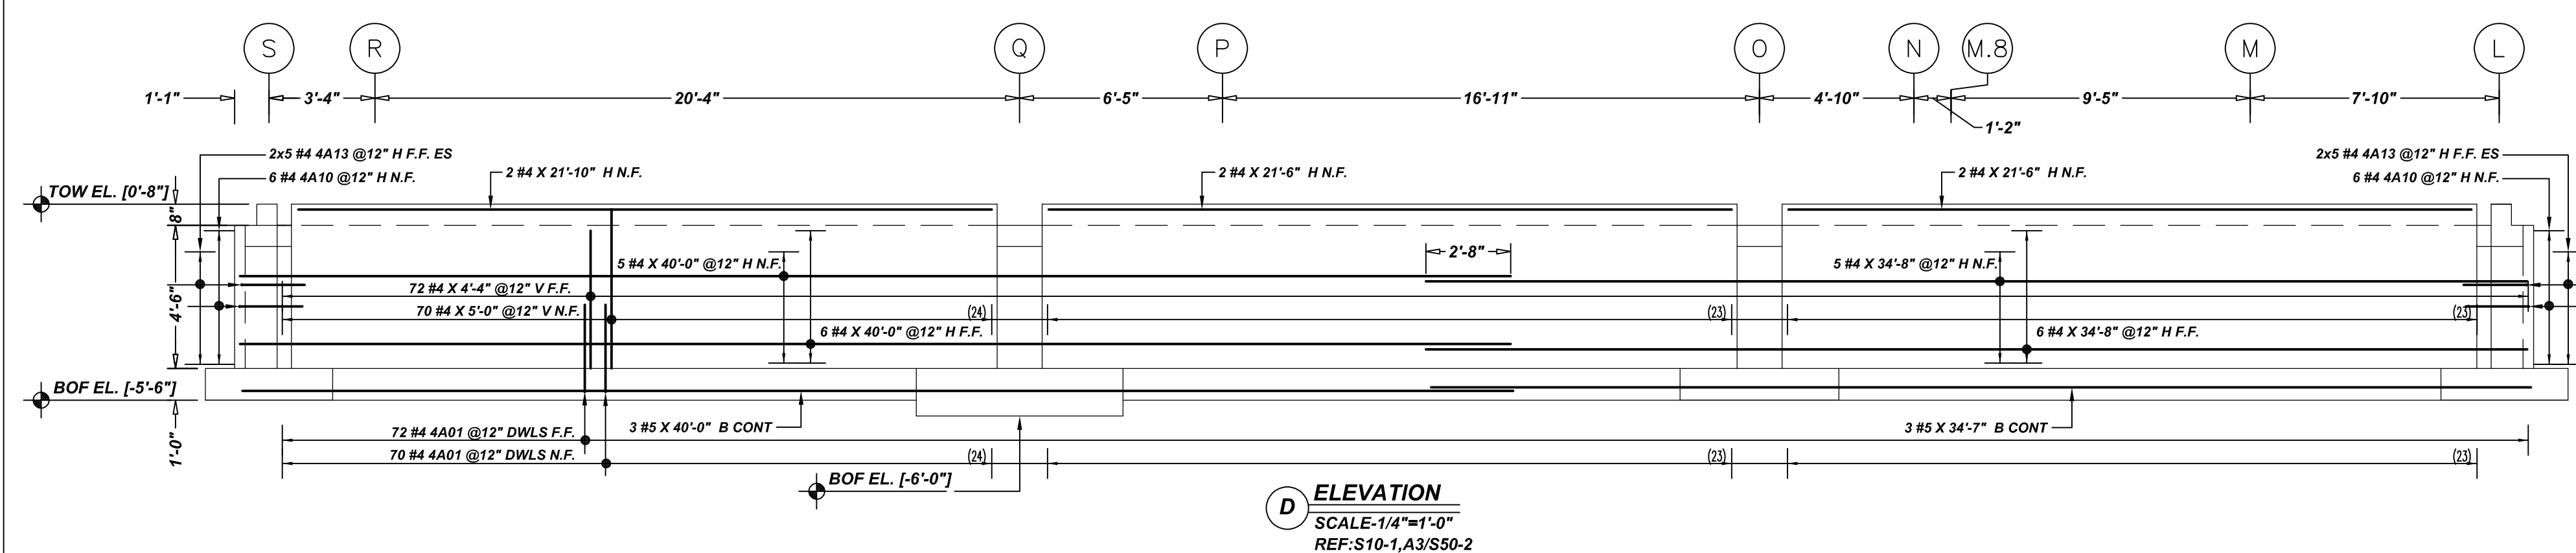 S
R
Q
P
O
N
M.8
M
L
1'-1"
3'-4"
20'-4"
6'-5"
16'-11"
4'-10"
9'-5"
7'-10"
1'-2"
2x5 #4 4A13 @12" H F.F. ES
6 #4 4A10 @12" H N.F.
2 #4 X 21'-10" H N.F.
2 #4 X 21'-6" H N.F.
2 #4 X 21'-6" H N.F.
2x5 #4 4A13 @12" H F.F. ES
6 #4 4A10 @12" H N.F.
TOW EL. [0'-8"]
8"
4'-6"
5 #4 X 40'-0" @12" H N.F.
2'-8"
5 #4 X 34'-8" @12" H N.F.
72 #4 X 4'-4" @12" V F.F.
70 #4 X 5'-0" @12" V N.F.
(24)
(23)
(23)
6 #4 X 40'-0" @12" H F.F.
6 #4 X 34'-8" @12" H F.F.
BOF EL. [-5'-6"]
1'-0"
3 #5 X 40'-0" B CONT
3 #5 X 34'-7" B CONT
72 #4 4A01 @12" DWLS F.F.
70 #4 4A01 @12" DWLS N.F.
(24)
(23)
(23)
BOF EL. [-6'-0"]
D
ELEVATION
SCALE-1/4"=1'-0"
REF:S10-1,A3/S50-2